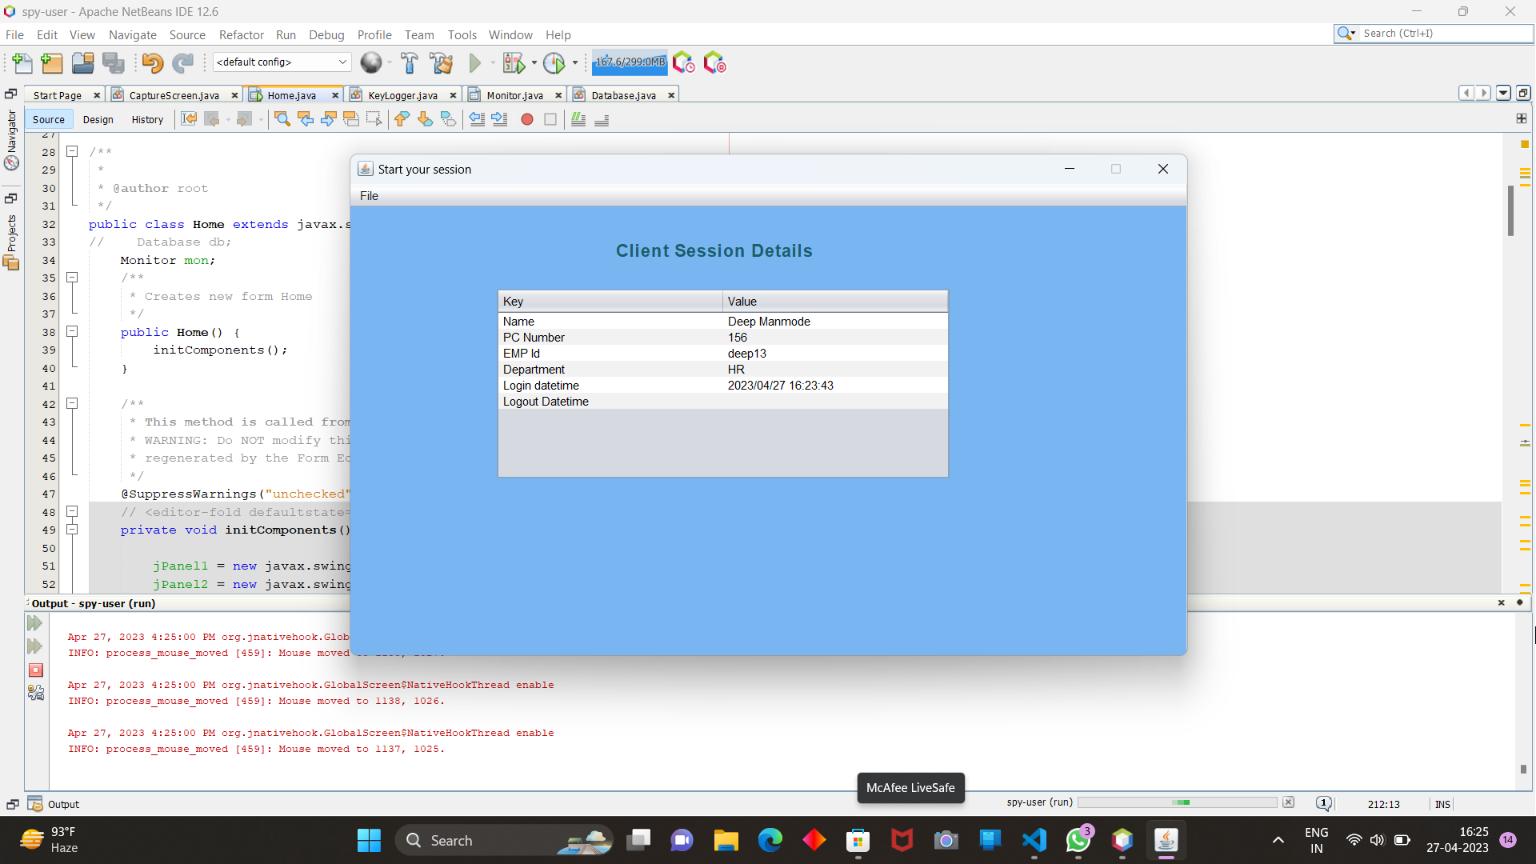 spy-user - Apache NetBeans IDE 12.6
File Edit View Navigate Source Refactor Run Debug Profile Team Tools Window Help
Search (Ctrl+I)
<default config>
167.6/299.0MB
Start Page CaptureScreen.java Home.java KeyLogger.java Monitor.java Database.java
Source Design History
Navigator
Projects
27
28 /**
29 *
30 * @author root
31 */
32 public class Home extends javax.s
33 // Database db;
34 Monitor mon;
35 /**
36 * Creates new form Home
37 */
38 public Home() {
39 initComponents();
40 }
41
42 /**
43 * This method is called from
44 * WARNING: Do NOT modify thi
45 * regenerated by the Form Ed
46 */
47 @SuppressWarnings("unchecked"
48 // <editor-fold defaultstate=
49 private void initComponents()
50
51 jPanel1 = new javax.swing
52 jPanel2 = new javax.swing
Start your session
File
Client Session Details
Key Value
Name Deep Manmode
PC Number 156
EMP Id deep13
Department HR
Login datetime 2023/04/27 16:23:43
Logout Datetime
Output - spy-user (run)
Apr 27, 2023 4:25:00 PM org.jnativehook.Glob
INFO: process_mouse_moved [459]: Mouse moved
Apr 27, 2023 4:25:00 PM org.jnativehook.GlobalScreen$NativeHookThread enable
INFO: process_mouse_moved [459]: Mouse moved to 1138, 1026.
Apr 27, 2023 4:25:00 PM org.jnativehook.GlobalScreen$NativeHookThread enable
INFO: process_mouse_moved [459]: Mouse moved to 1137, 1025.
McAfee LiveSafe
Output
spy-user (run)
1
212:13 INS
93°F
Haze
Search
3
ENG
IN
16:25
27-04-2023
14